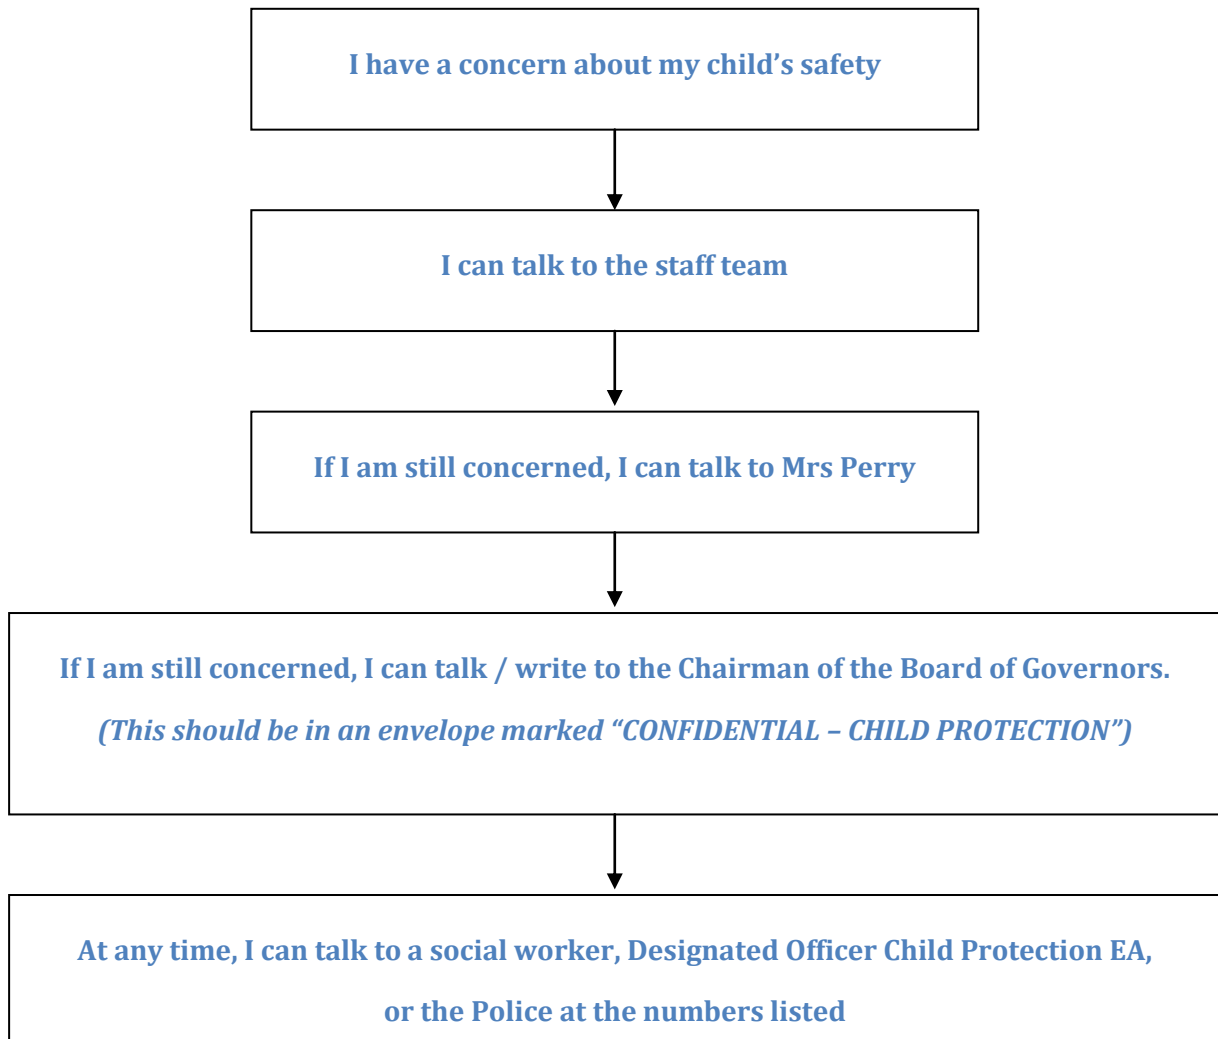 I have a concern about my child’s safety
I can talk to the staff team
If I am still concerned, I can talk to Mrs Perry
If I am still concerned, I can talk / write to the Chairman of the Board of Governors.
(This should be in an envelope marked “CONFIDENTIAL – CHILD PROTECTION”)
At any time, I can talk to a social worker, Designated Officer Child Protection EA,
or the Police at the numbers listed